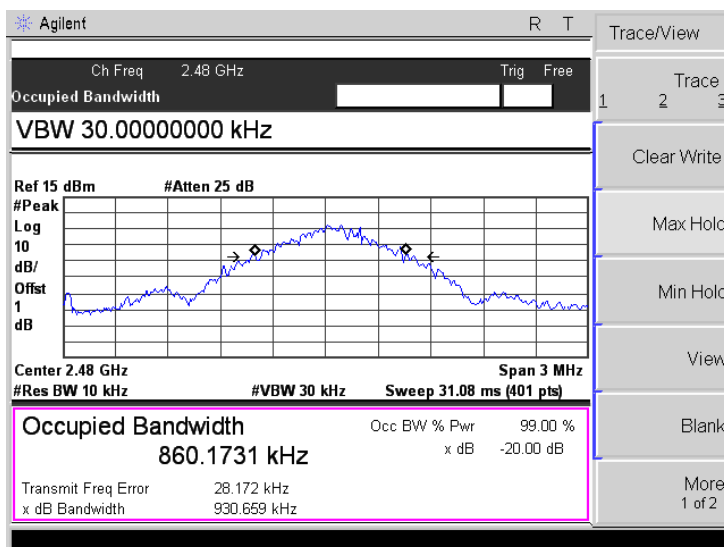 Agilent R T
Trace/View
Ch Freq 2.48 GHz Trig Free
Occupied Bandwidth
Trace
1 2 3
VBW 30.00000000 kHz
Clear Write
Ref 15 dBm #Atten 25 dB
#Peak
Log
10
dB/
Offst
1
dB
Max Hold
Min Hold
View
Center 2.48 GHz Span 3 MHz
#Res BW 10 kHz #VBW 30 kHz Sweep 31.08 ms (401 pts)
Occupied Bandwidth Occ BW % Pwr 99.00 %
860.1731 kHz x dB -20.00 dB
Blank
Transmit Freq Error 28.172 kHz
x dB Bandwidth 930.659 kHz
More
1 of 2